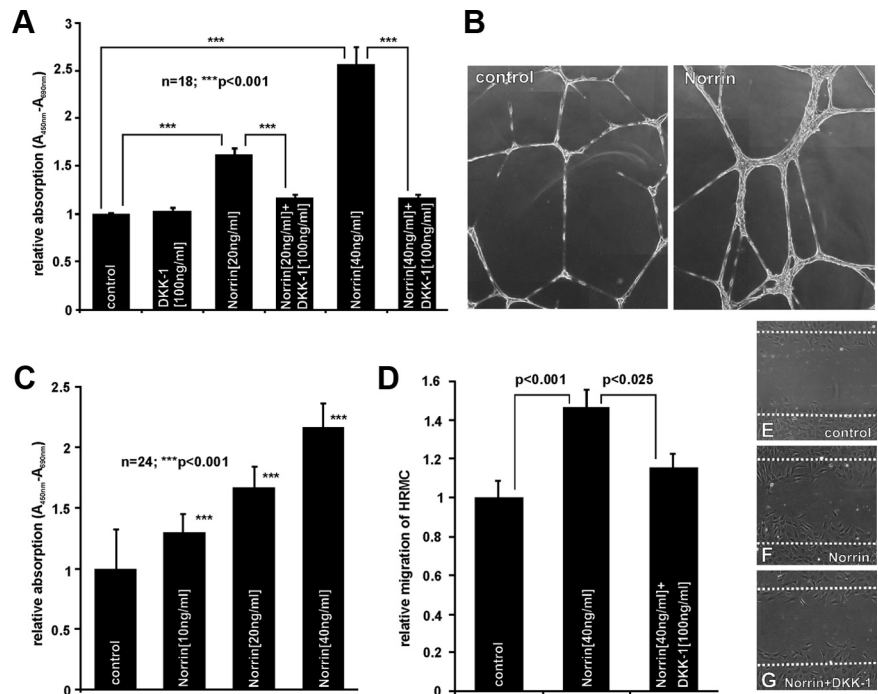 A
relative absorption (A450nm-A690nm)
3
2.5
2
1.5
1
0.5
0
***
***
n=18; ***p<0.001
***
***
control
DKK-1
[100ng/ml]
Norrin[20ng/ml]
Norrin[20ng/ml]+
DKK-1[100ng/ml]
Norrin[40ng/ml]
Norrin[40ng/ml]+
DKK-1[100ng/ml]
B
control
Norrin
C
relative absorption (A450nm-A690nm)
2.5
2
1.5
1
0.5
0
n=24; ***p<0.001
***
***
***
control
Norrin[10ng/ml]
Norrin[20ng/ml]
Norrin[40ng/ml]
D
relative migration of HRMC
1.6
1.4
1.2
1
0.8
0.6
0.4
0.2
0
p<0.001
p<0.025
control
Norrin[40ng/ml]
Norrin[40ng/ml]+
DKK-1[100ng/ml]
E
control
F
Norrin
G
Norrin+DKK-1